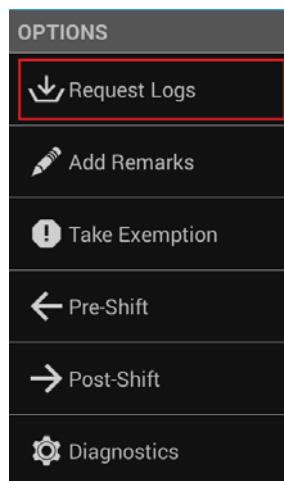 OPTIONS
Request Logs
Add Remarks
Take Exemption
Pre-Shift
Post-Shift
Diagnostics